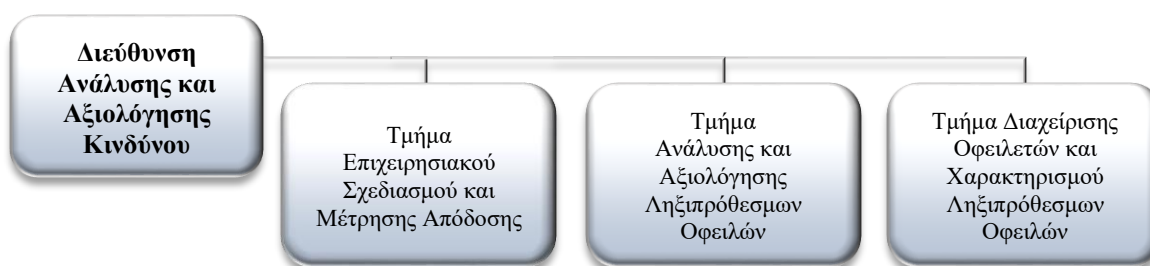 Διεύθυνση
Ανάλυσης και
Αξιολόγησης
Κινδύνου
Τμήμα
Επιχειρησιακού
Σχεδιασμού και
Μέτρησης Απόδοσης
Τμήμα
Ανάλυσης και
Αξιολόγησης
Ληξιπρόθεσμων
Οφειλών
Τμήμα Διαχείρισης
Οφειλετών και
Χαρακτηρισμού
Ληξιπρόθεσμων
Οφειλών